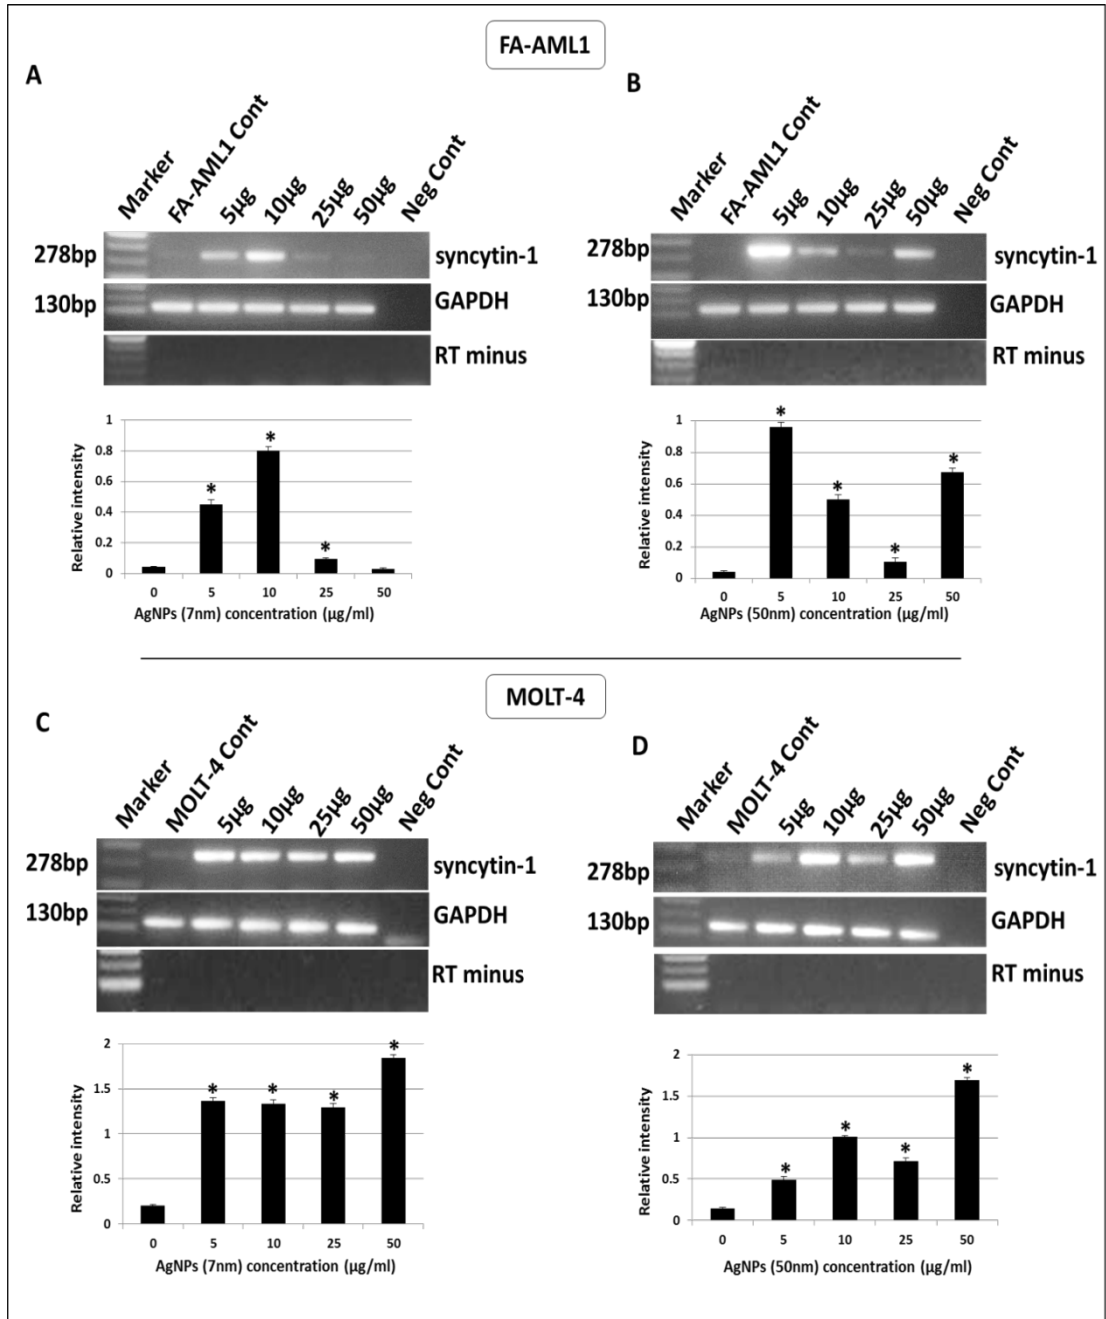 FA-AML1
A
Marker
FA-AML1 Cont
5µg
10µg
25µg
50µg
Neg Cont
278bp
syncytin-1
130bp
GAPDH
RT minus
Relative intensity
1
0.8
0.6
0.4
0.2
0
*
*
*
0 5 10 25 50
AgNPs (7nm) concentration (µg/ml)
B
Marker
FA-AML1 Cont
5µg
10µg
25µg
50µg
Neg Cont
278bp
syncytin-1
130bp
GAPDH
RT minus
Relative intensity
1
0.8
0.6
0.4
0.2
0
*
*
*
*
0 5 10 25 50
AgNPs (50nm) concentration (µg/ml)
MOLT-4
C
Marker
MOLT-4 Cont
5µg
10µg
25µg
50µg
Neg Cont
278bp
syncytin-1
130bp
GAPDH
RT minus
Relative intensity
2
1.5
1
0.5
0
*
*
*
*
0 5 10 25 50
AgNPs (7nm) concentration (µg/ml)
D
Marker
MOLT-4 Cont
5µg
10µg
25µg
50µg
Neg Cont
278bp
syncytin-1
130bp
GAPDH
RT minus
Relative intensity
2
1.5
1
0.5
0
*
*
*
*
0 5 10 25 50
AgNPs (50nm) concentration (µg/ml)